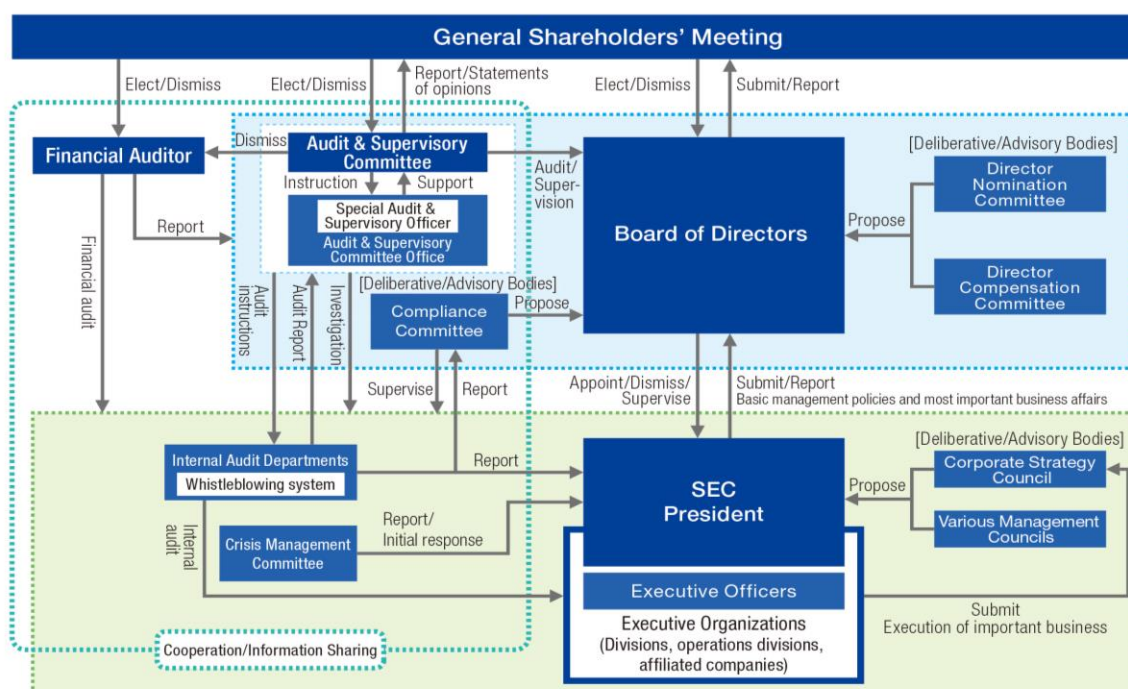 General Shareholders' Meeting
Elect/Dismiss
Elect/Dismiss
Report/Statements
of opinions
Elect/Dismiss
Submit/Report
Financial Auditor
Dismiss
Audit & Supervisory
Committee
Instruction
Support
Special Audit &
Supervisory Officer
Audit & Supervisory
Committee Office
Audit/
Super-
vision
Board of Directors
[Deliberative/Advisory Bodies]
Director
Nomination
Committee
Propose
Director
Compensation
Committee
Report
Financial audit
Audit
instructions
Audit Report
Investigation
[Deliberative/Advisory Bodies]
Compliance
Committee
Propose
Supervise
Report
Appoint/Dismiss/
Supervise
Submit/Report
Basic management policies and most important business affairs
Internal Audit Departments
Whistleblowing system
Report
SEC
President
[Deliberative/Advisory Bodies]
Corporate Strategy
Council
Propose
Various Management
Councils
Internal
audit
Crisis Management
Committee
Report/
Initial response
Executive Officers
Executive Organizations
(Divisions, operations divisions,
affiliated companies)
Submit
Execution of important business
Cooperation/Information Sharing